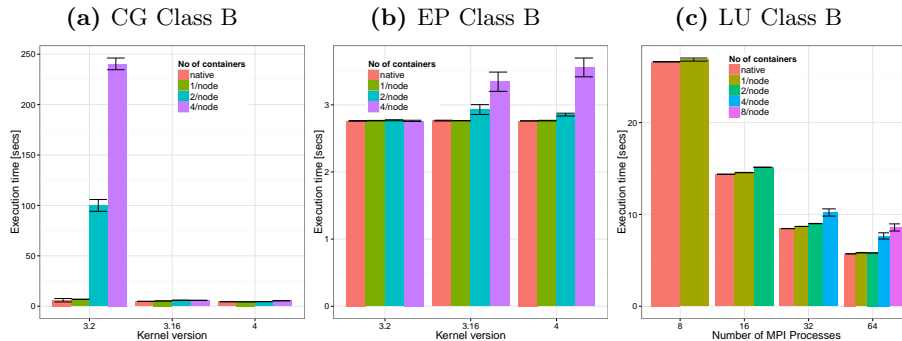 (a) CG Class B
(b) EP Class B
(c) LU Class B
Execution time [secs]
250
200
150
100
50
0
No of containers
native
1/node
2/node
4/node
3.2
3.16
4
Kernel version
Execution time [secs]
3
2
1
0
No of containers
native
1/node
2/node
4/node
3.2
3.16
4
Kernel version
Execution time [secs]
20
10
0
No of containers
native
1/node
2/node
4/node
8/node
8
16
32
64
Number of MPI Processes